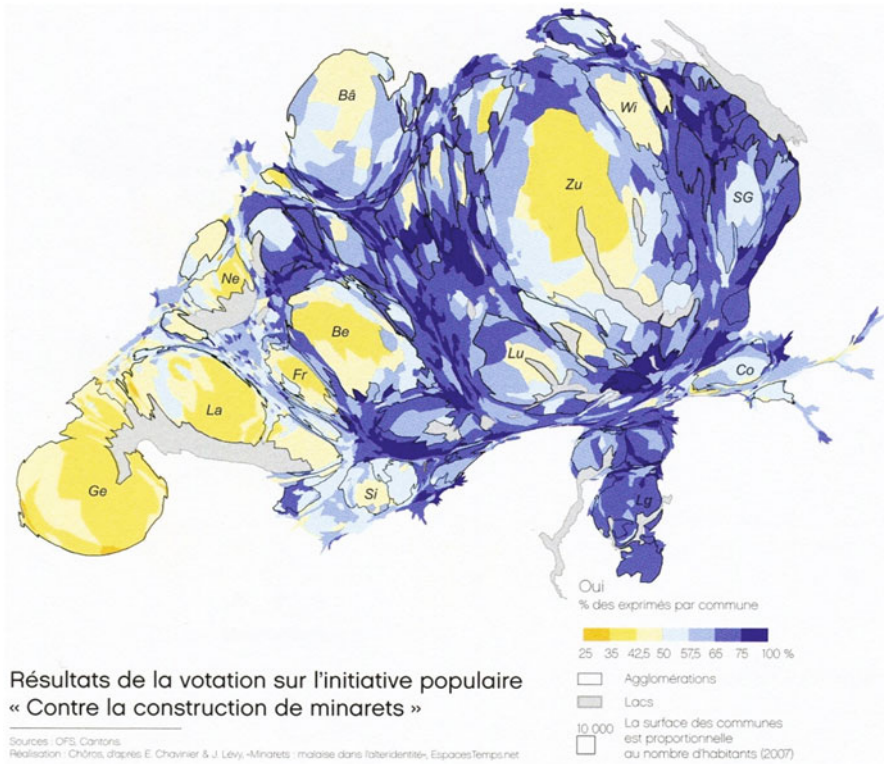 Bâ
Wi
Zu
SG
Ne
Be
Lu
Fr
Co
La
Ge
Si
Lg
Oui
% des exprimés par commune
25 35 42,5 50 57,5 65 75 100 %
Agglomérations
Lacs
10 000 La surface des communes
est proportionnelle
au nombre d'habitants (2007)
Résultats de la votation sur l'initiative populaire
« Contre la construction de minarets »
Sources : OFS, Cantons.
Réalisation : Chôros, d'après E. Chavinier & J. Lévy, «Minarets : malaise dans l'alteridentité», EspacesTemps.net